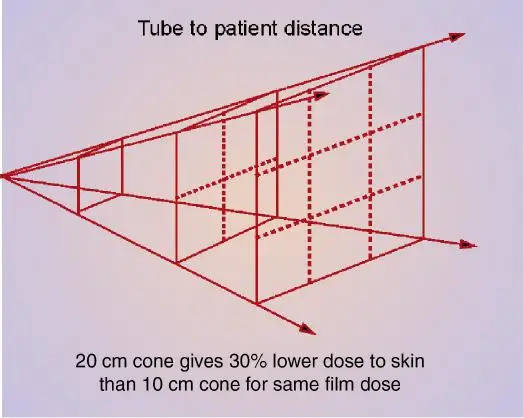 Tube to patient distance
20 cm cone gives 30% lower dose to skin
than 10 cm cone for same film dose